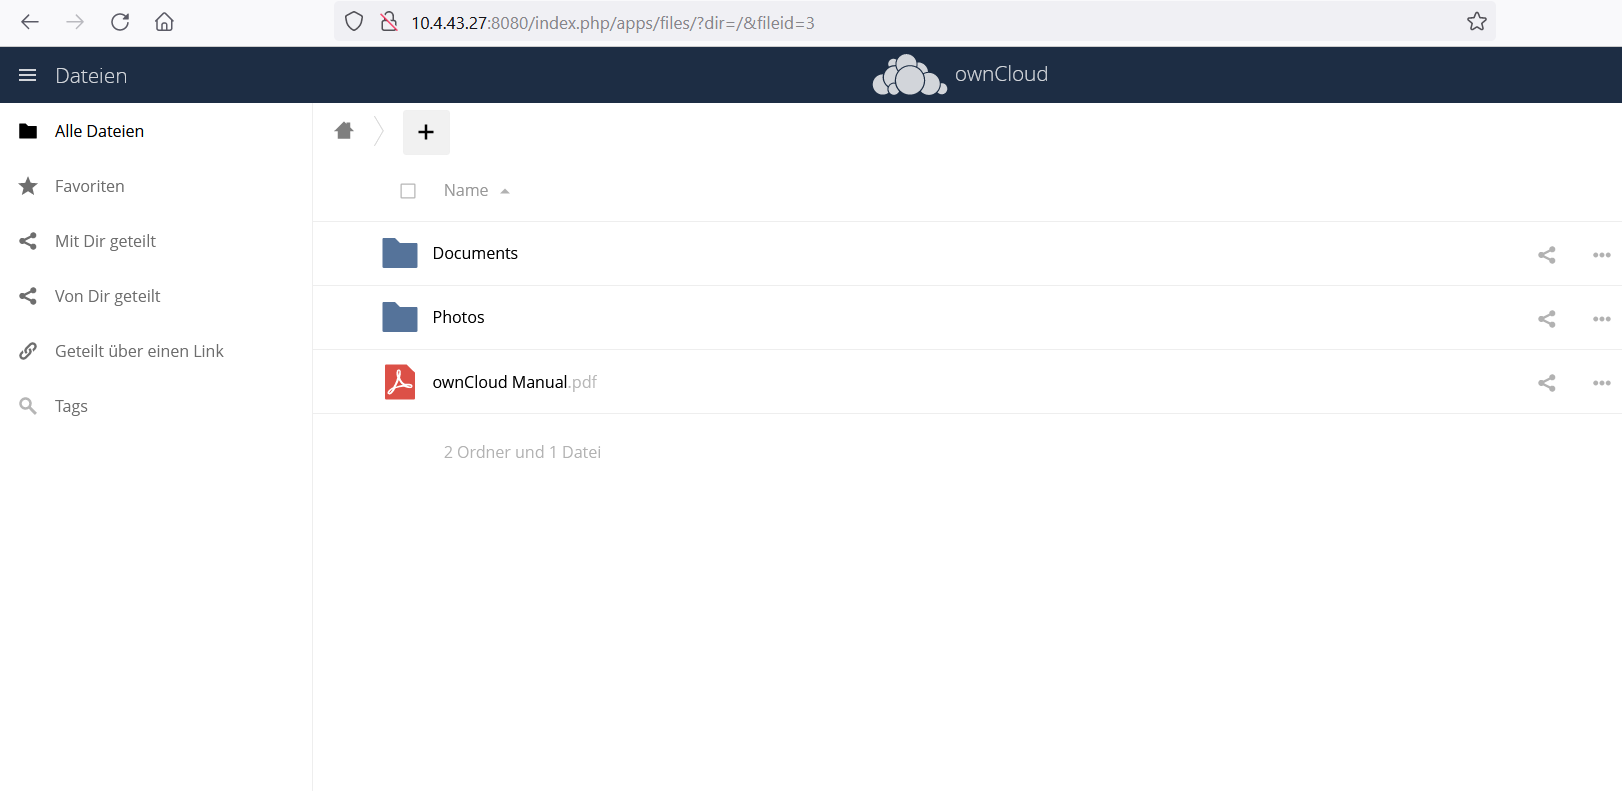 10.4.43.27:8080/index.php/apps/files/?dir=/&fileid=3
Dateien
ownCloud
Alle Dateien
Favoriten
Mit Dir geteilt
Von Dir geteilt
Geteilt über einen Link
Tags
+
Name
Documents
Photos
ownCloud Manual.pdf
2 Ordner und 1 Datei